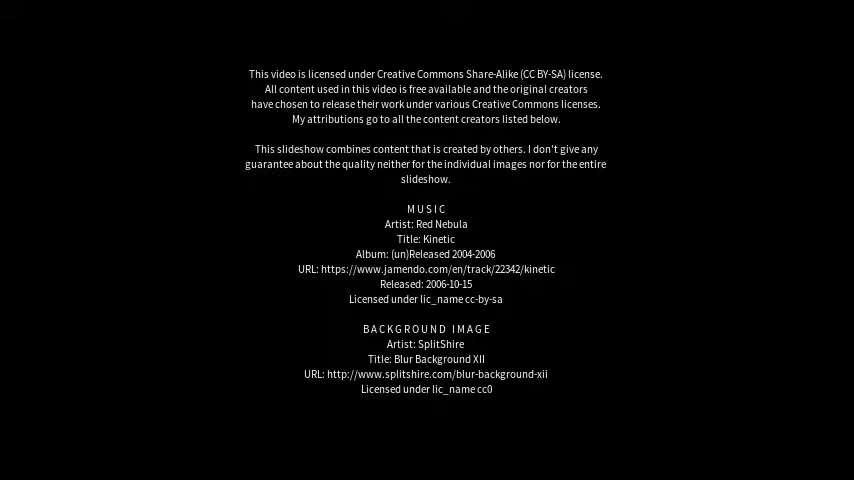 This video is licensed under Creative Commons Share-Alike (CC BY-SA) license.
All content used in this video is free available and the original creators
have chosen to release their work under various Creative Commons licenses.
My attributions go to all the content creators listed below.
This slideshow combines content that is created by others. I don't give any
guarantee about the quality neither for the individual images nor for the entire
slideshow.
MUSIC
Artist: Red Nebula
Title: Kinetic
Album: (un)Released 2004-2006
URL: https://www.jamendo.com/en/track/22342/kinetic
Released: 2006-10-15
Licensed under lic_name cc-by-sa
BACKGROUND IMAGE
Artist: SplitShire
Title: Blur Background XII
URL: http://www.splitshire.com/blur-background-xii
Licensed under lic_name cc0